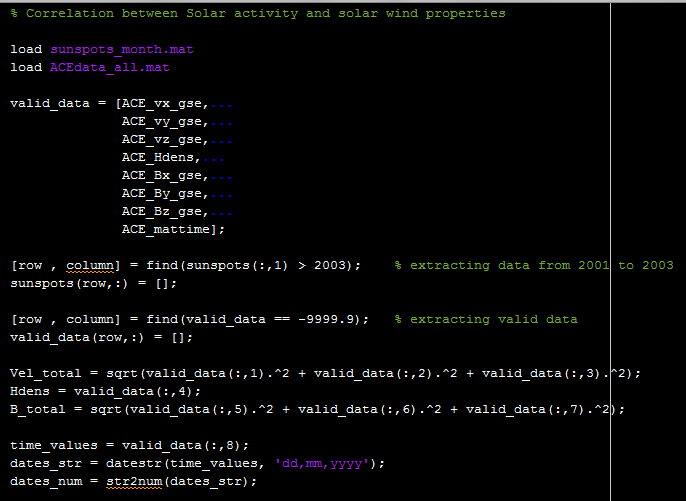 % Correlation between Solar activity and solar wind properties
load sunspots_month.mat
load ACEdata_all.mat
valid_data = [ACE_vx_gse,...
ACE_vy_gse,...
ACE_vz_gse,...
ACE_Hdens,...
ACE_Bx_gse,...
ACE_By_gse,...
ACE_Bz_gse,...
ACE_mattime];
[row , column] = find(sunspots(:,1) > 2003); % extracting data from 2001 to 2003
sunspots(row,:) = [];
[row , column] = find(valid_data == -9999.9); % extracting valid data
valid_data(row,:) = [];
Vel_total = sqrt(valid_data(:,1).^2 + valid_data(:,2).^2 + valid_data(:,3).^2);
Hdens = valid_data(:,4);
B_total = sqrt(valid_data(:,5).^2 + valid_data(:,6).^2 + valid_data(:,7).^2);
time_values = valid_data(:,8);
dates_str = datestr(time_values, 'dd,mm,yyyy');
dates_num = str2num(dates_str);